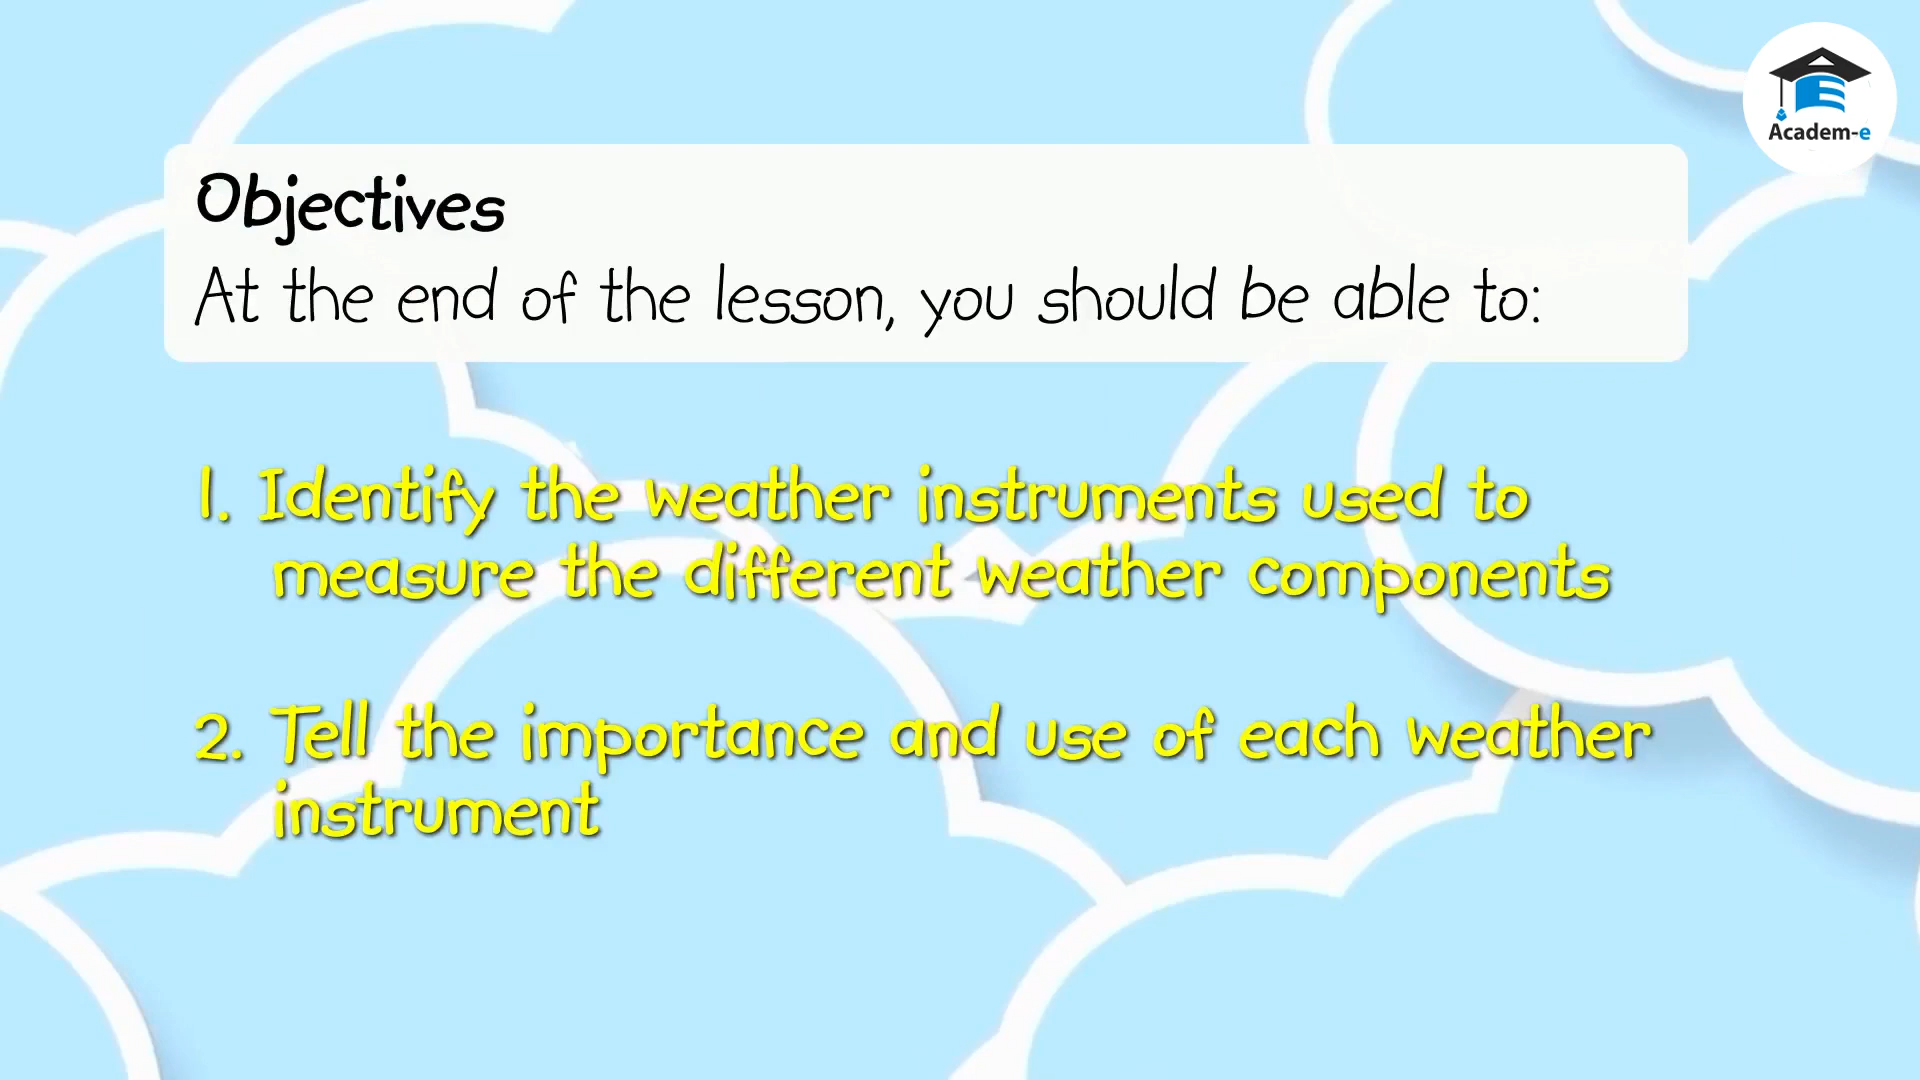 Academ-e
Objectives
At the end of the lesson, you should be able to:
1. Identify the weather instruments used to
measure the different weather components
2. Tell the importance and use of each weather
instrument